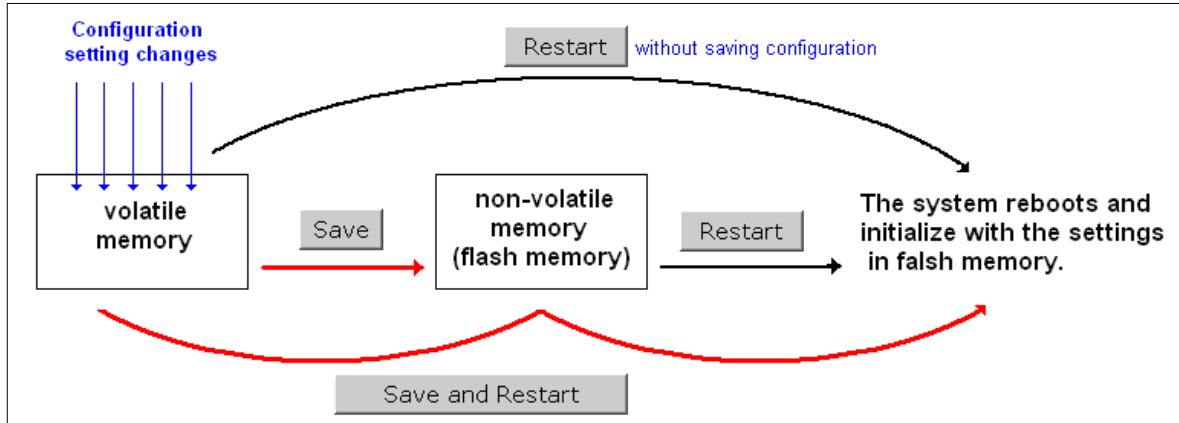 Configuration
setting changes
Restart without saving configuration
volatile
memory
Save
non-volatile
memory
(flash memory)
Restart
The system reboots and
initialize with the settings
in falsh memory.
Save and Restart